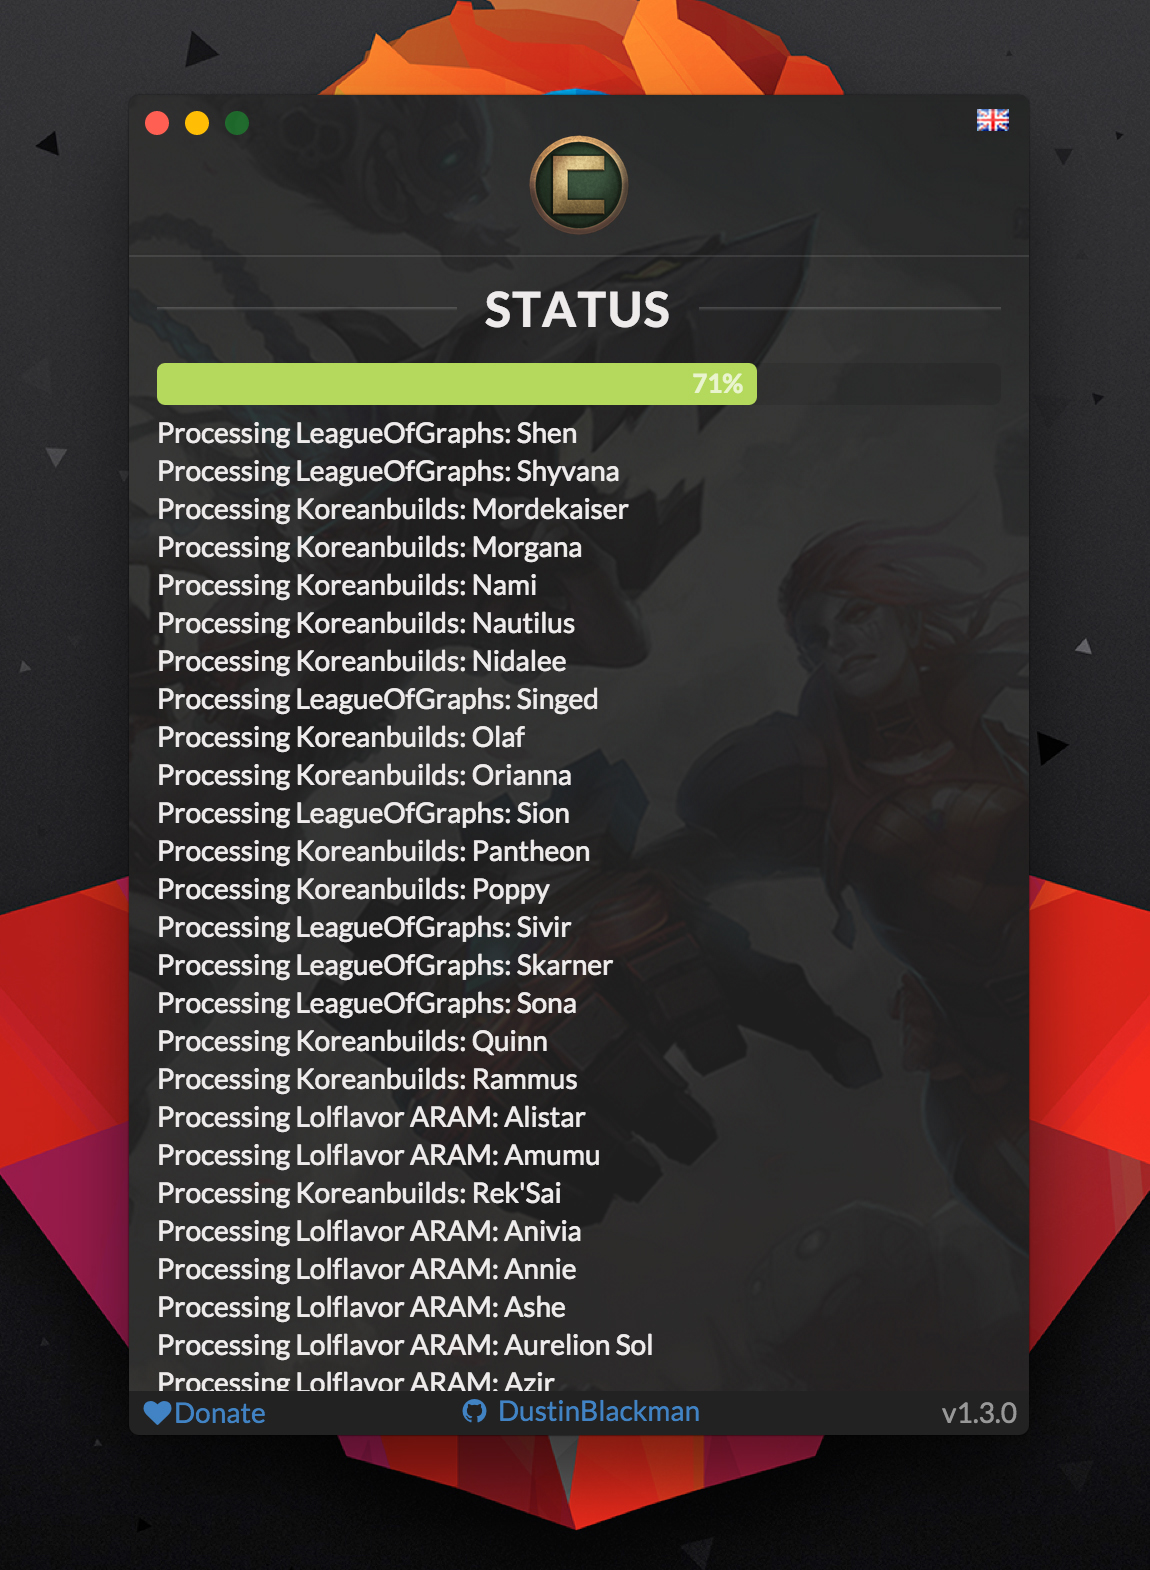 C
STATUS
71%
Processing LeagueOfGraphs: Shen
Processing LeagueOfGraphs: Shyvana
Processing Koreanbuilds: Mordekaiser
Processing Koreanbuilds: Morgana
Processing Koreanbuilds: Nami
Processing Koreanbuilds: Nautilus
Processing Koreanbuilds: Nidalee
Processing LeagueOfGraphs: Singed
Processing Koreanbuilds: Olaf
Processing Koreanbuilds: Orianna
Processing LeagueOfGraphs: Sion
Processing Koreanbuilds: Pantheon
Processing Koreanbuilds: Poppy
Processing LeagueOfGraphs: Sivir
Processing LeagueOfGraphs: Skarner
Processing LeagueOfGraphs: Sona
Processing Koreanbuilds: Quinn
Processing Koreanbuilds: Rammus
Processing Lolflavor ARAM: Alistar
Processing Lolflavor ARAM: Amumu
Processing Koreanbuilds: Rek'Sai
Processing Lolflavor ARAM: Anivia
Processing Lolflavor ARAM: Annie
Processing Lolflavor ARAM: Ashe
Processing Lolflavor ARAM: Aurelion Sol
Processing Lolflavor ARAM: Azir
Donate DustinBlackman v1.3.0